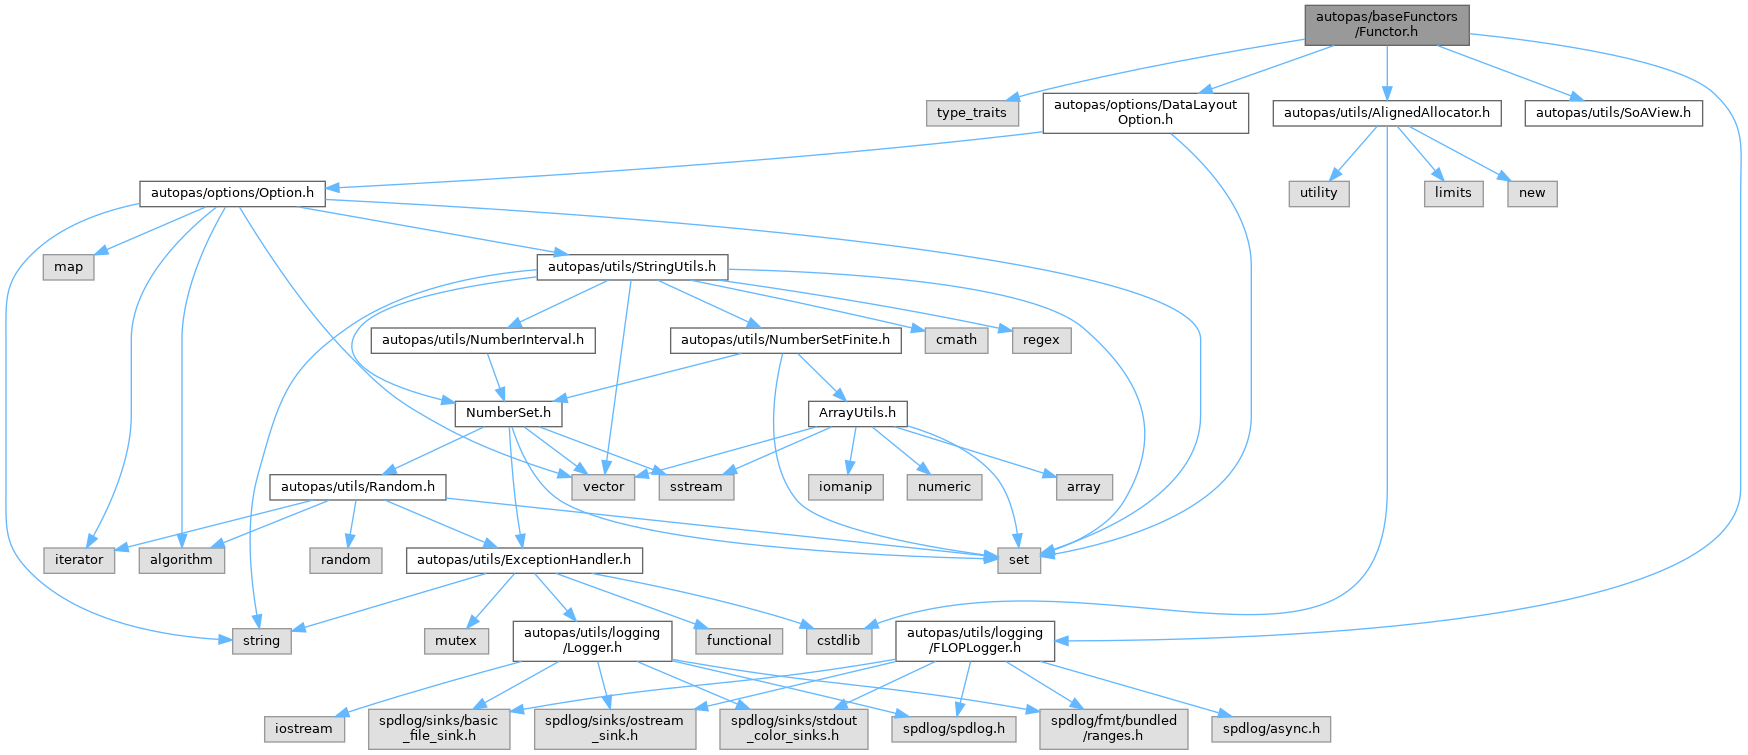 autopas/baseFunctors
/Functor.h
type_traits
autopas/options/DataLayout
Option.h
autopas/utils/AlignedAllocator.h
autopas/utils/SoAView.h
autopas/options/Option.h
utility
limits
new
map
autopas/utils/StringUtils.h
autopas/utils/NumberInterval.h
autopas/utils/NumberSetFinite.h
cmath
regex
NumberSet.h
ArrayUtils.h
autopas/utils/Random.h
vector
sstream
iomanip
numeric
array
iterator
algorithm
random
autopas/utils/ExceptionHandler.h
set
string
mutex
autopas/utils/logging
/Logger.h
functional
cstdlib
autopas/utils/logging
/FLOPLogger.h
iostream
spdlog/sinks/basic
_file_sink.h
spdlog/sinks/ostream
_sink.h
spdlog/sinks/stdout
_color_sinks.h
spdlog/spdlog.h
spdlog/fmt/bundled
/ranges.h
spdlog/async.h